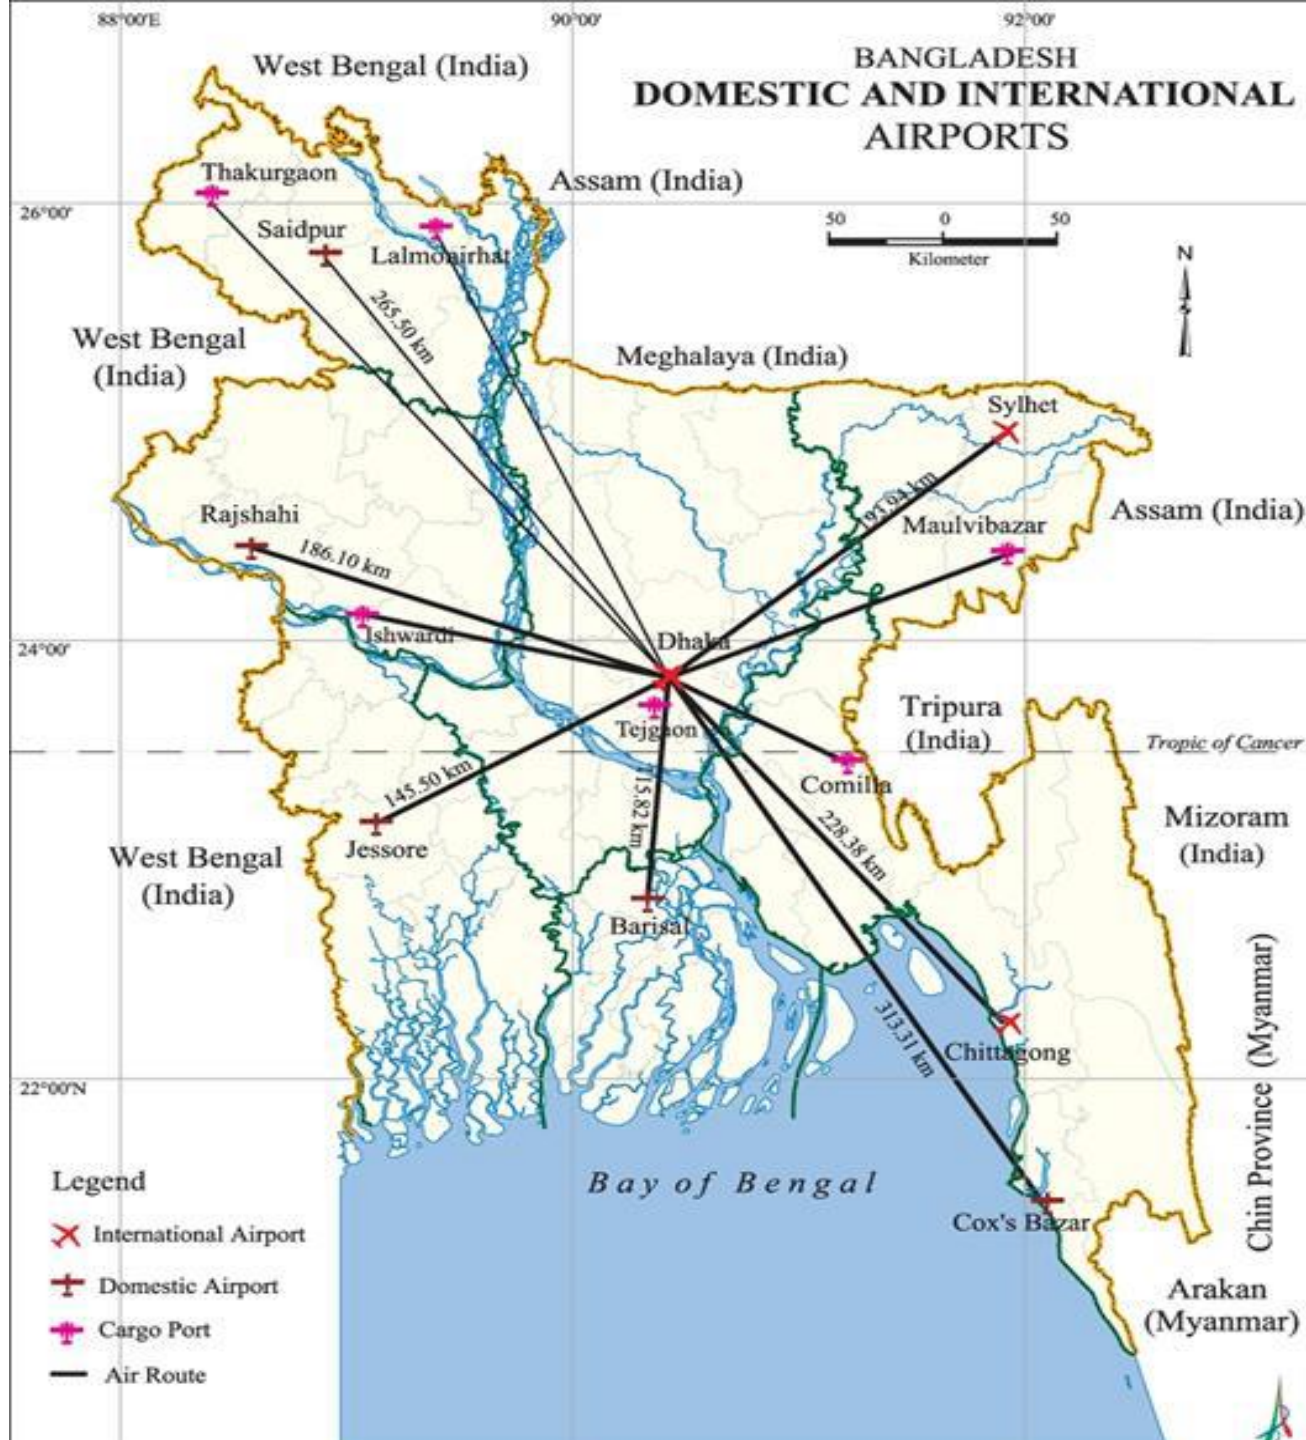 88°00'E
90°00'
92°00'
BANGLADESH
DOMESTIC AND INTERNATIONAL
AIRPORTS
West Bengal (India)
Thakurgaon
Assam (India)
26°00'
Saidpur
Lalmonirhat
50 0 50
Kilometer
N
265.50 km
West Bengal
(India)
Meghalaya (India)
Sylhet
193.94 km
Rajshahi
186.10 km
Maulvibazar
Assam (India)
Ishwardi
Dhaka
24°00'
Tejgaon
Tripura
(India)
Tropic of Cancer
145.50 km
15.82 km
Comilla
228.38 km
Mizoram
(India)
Jessore
West Bengal
(India)
Barisal
313.31 km
Chittagong
Chin Province (Myanmar)
22°00'N
Bay of Bengal
Cox's Bazar
Arakan
(Myanmar)
Legend
International Airport
Domestic Airport
Cargo Port
Air Route